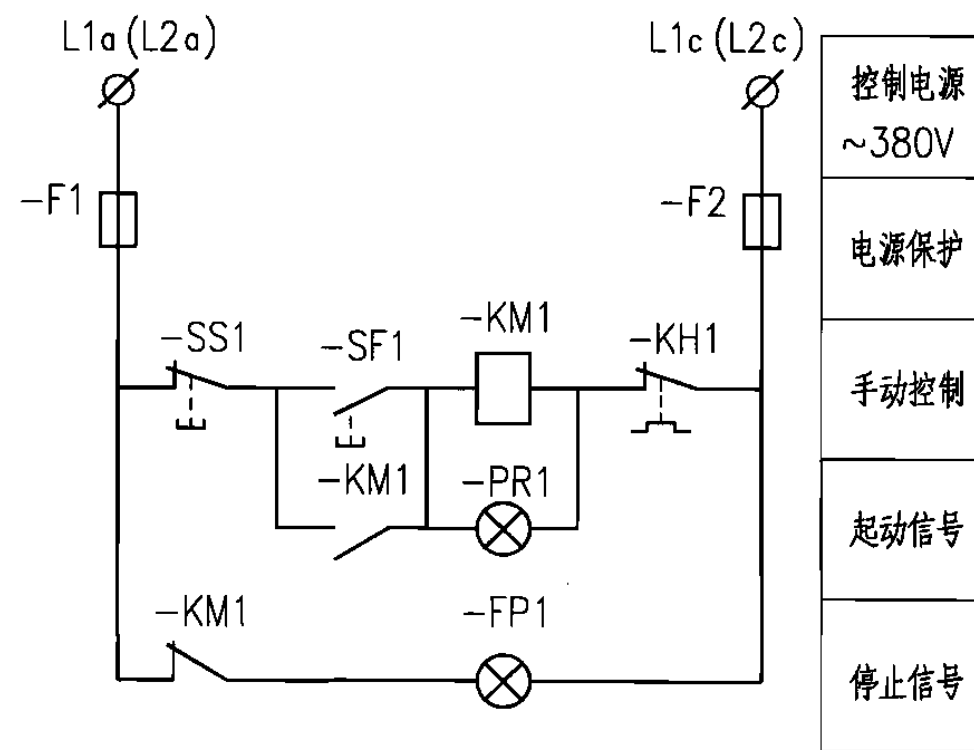 L1a(L2a)
L1c(L2c)
控制电源
~380V
-F1
-F2
电源保护
-SS1
-SF1
-KM1
-KH1
手动控制
-KM1
-PR1
起动信号
-KM1
-FP1
停止信号